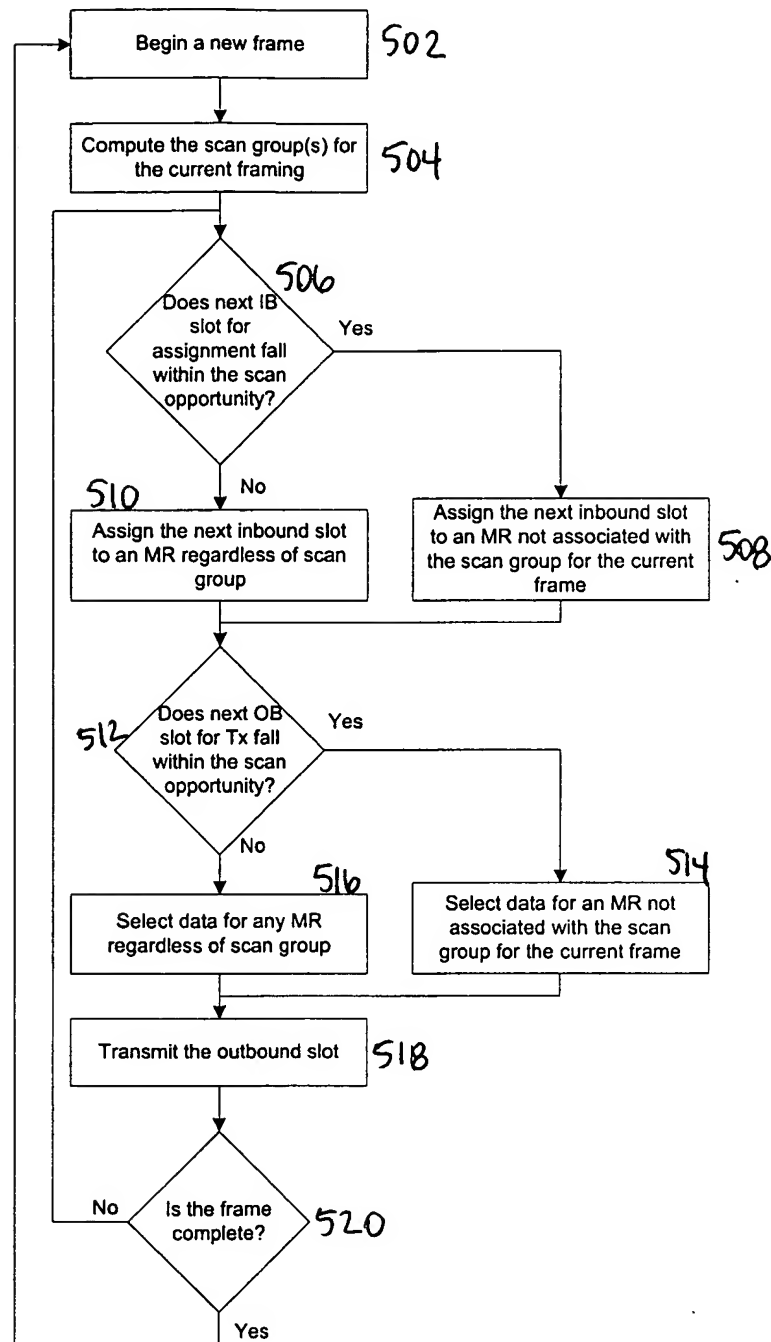 Begin a new frame
502
Compute the scan group(s) for
the current framing
504
506
Does next IB
slot for
assignment fall
within the scan
opportunity?
Yes
No
510
Assign the next inbound slot
to an MR regardless of scan
group
Assign the next inbound slot
to an MR not associated with
the scan group for the current
frame
508
512
Does next OB
slot for Tx fall
within the scan
opportunity?
Yes
No
516
Select data for any MR
regardless of scan group
514
Select data for an MR not
associated with the scan
group for the current frame
Transmit the outbound slot
518
No
Is the frame
complete?
520
Yes